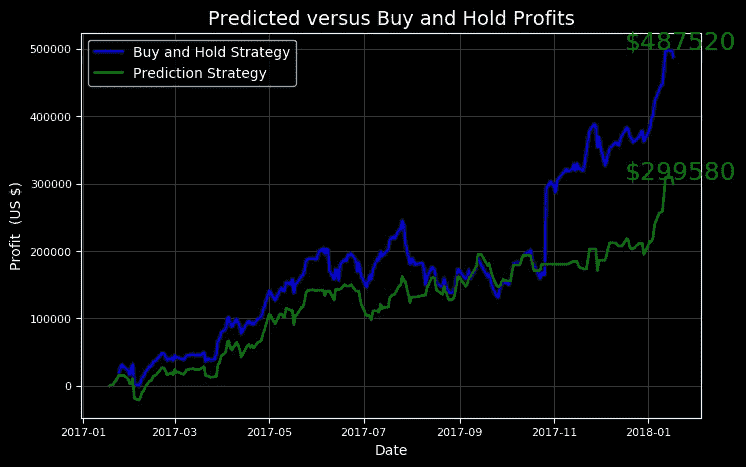 Predicted versus Buy and Hold Profits
$487520
500000
Buy and Hold Strategy
Prediction Strategy
400000
300000
$299580
200000
100000
0
Profit (US $)
2017-01 2017-03 2017-05 2017-07 2017-09 2017-11 2018-01
Date